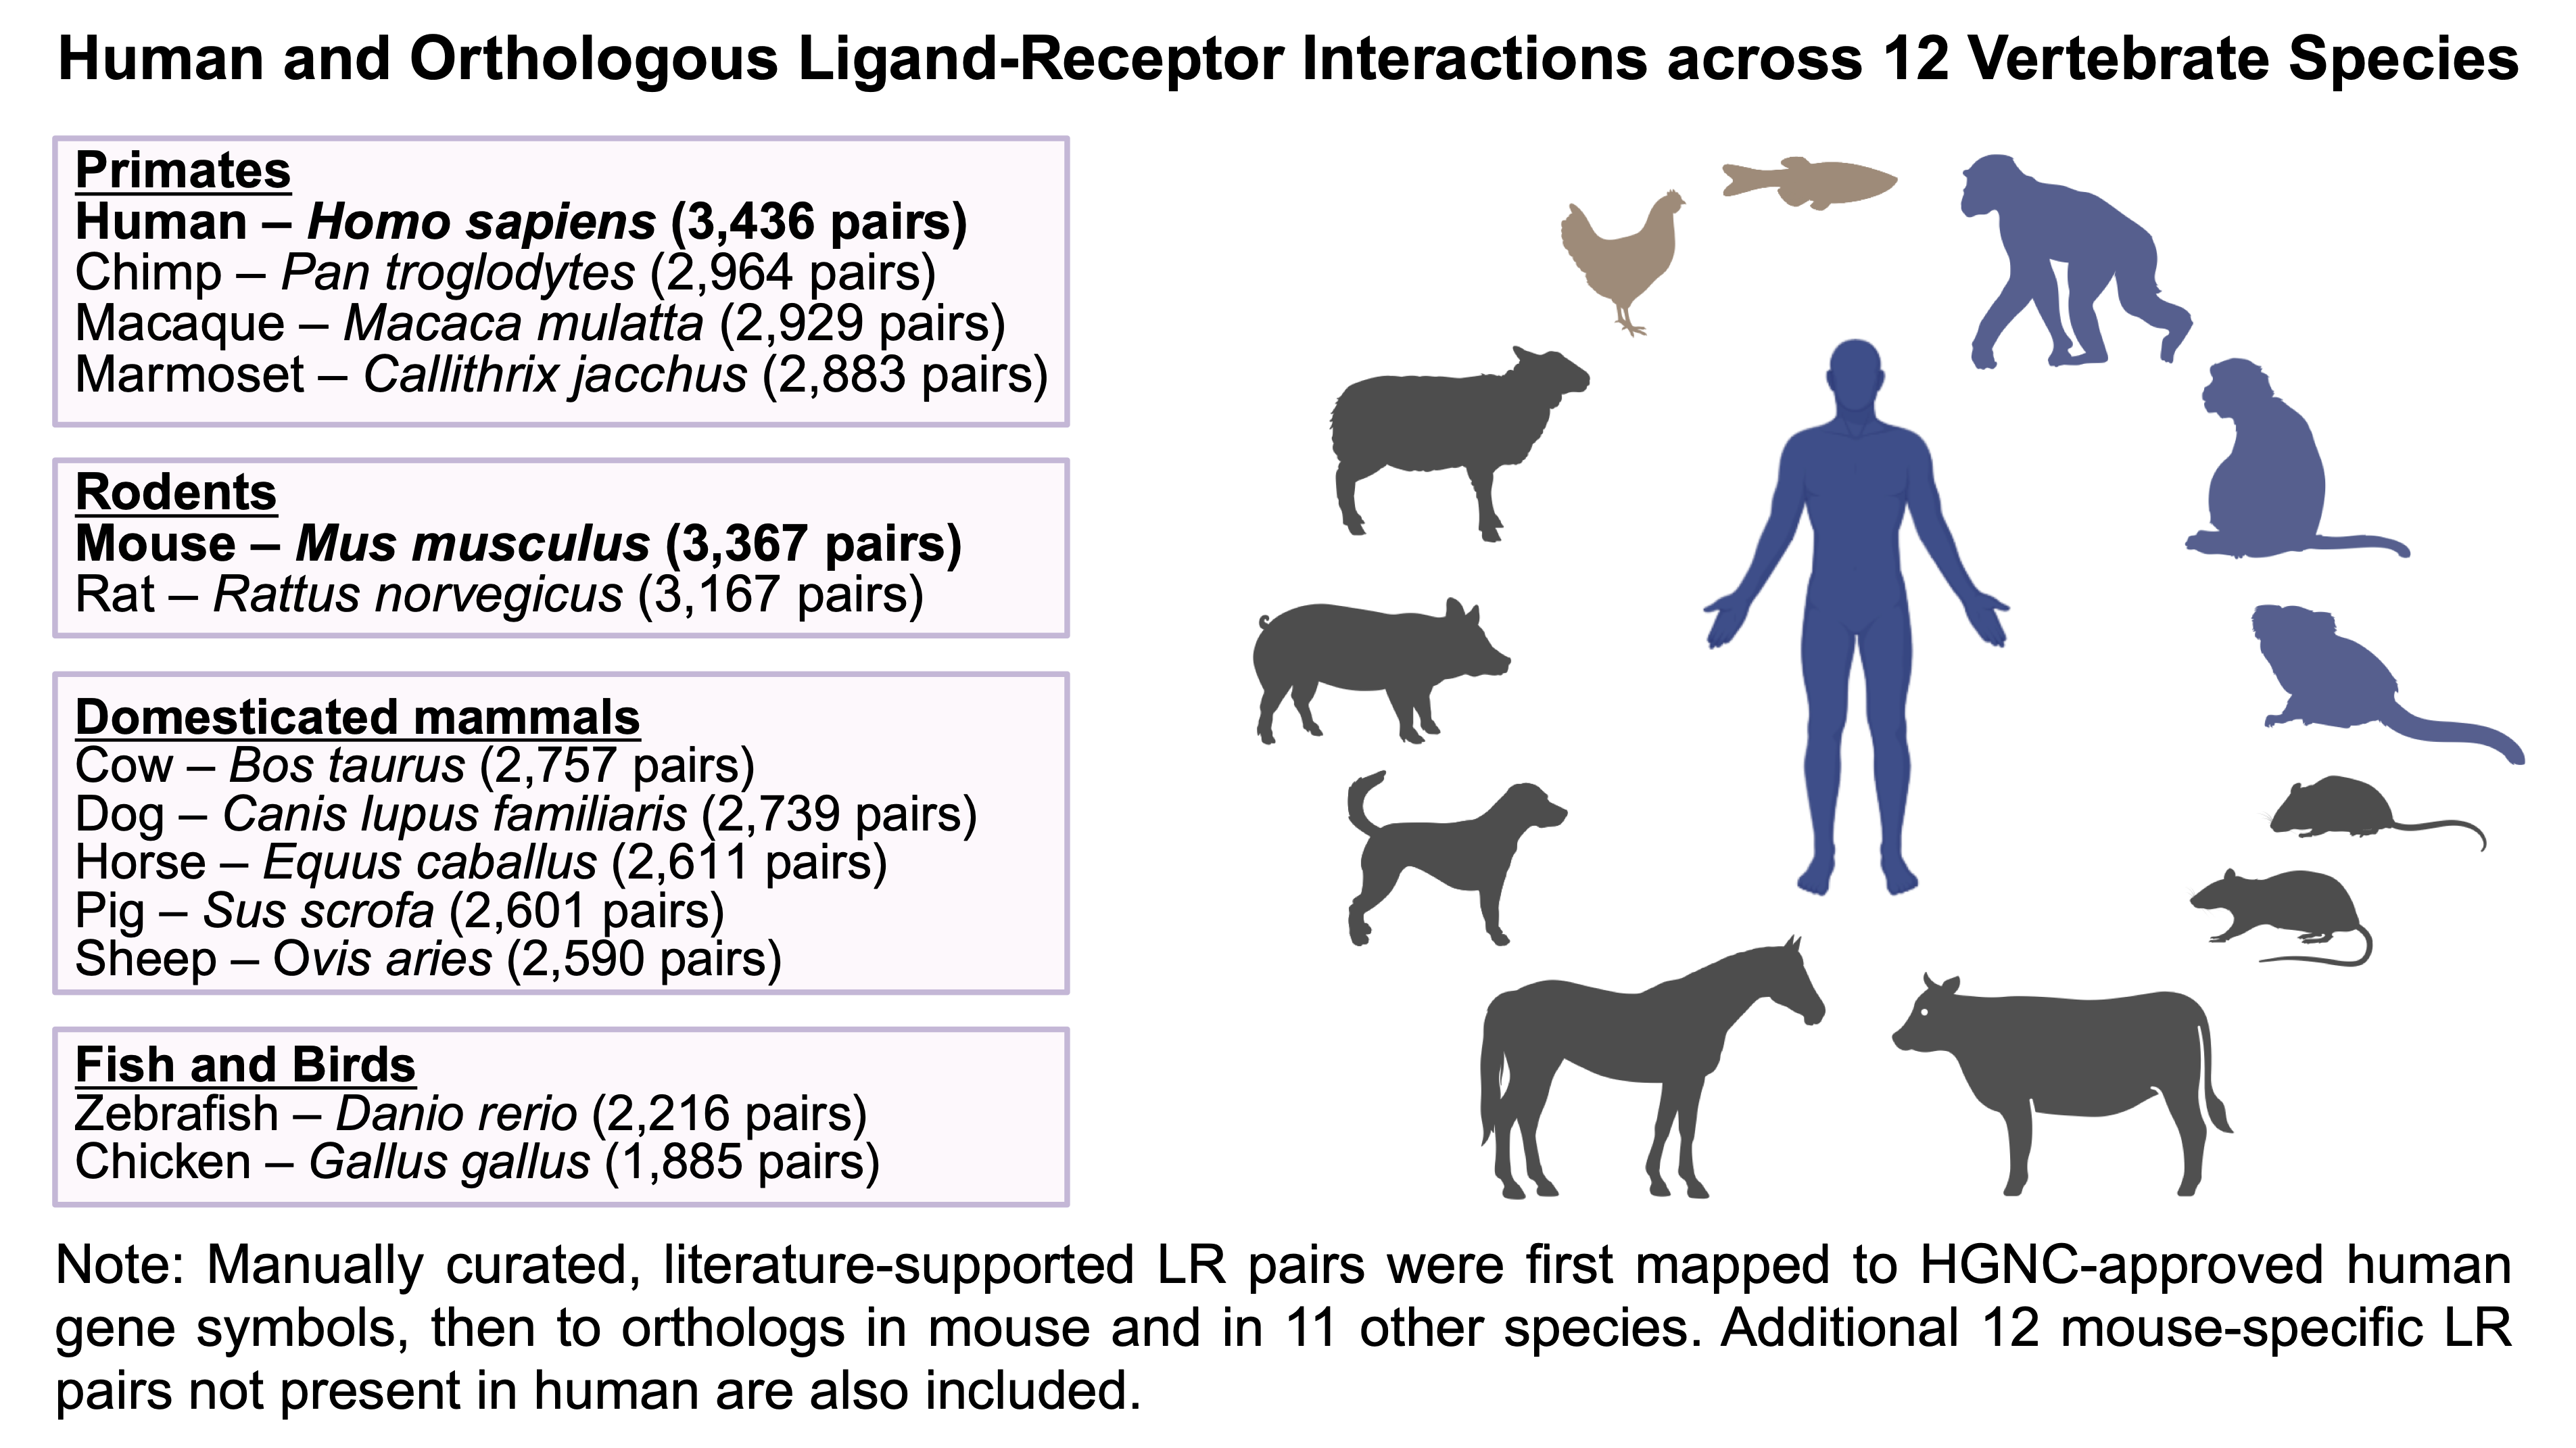 Human and Orthologous Ligand-Receptor Interactions across 12 Vertebrate Species
Primates
Human – Homo sapiens (3,436 pairs)
Chimp – Pan troglodytes (2,964 pairs)
Macaque – Macaca mulatta (2,929 pairs)
Marmoset – Callithrix jacchus (2,883 pairs)
Rodents
Mouse – Mus musculus (3,367 pairs)
Rat – Rattus norvegicus (3,167 pairs)
Domesticated mammals
Cow – Bos taurus (2,757 pairs)
Dog – Canis lupus familiaris (2,739 pairs)
Horse – Equus caballus (2,611 pairs)
Pig – Sus scrofa (2,601 pairs)
Sheep – Ovis aries (2,590 pairs)
Fish and Birds
Zebrafish – Danio rerio (2,216 pairs)
Chicken – Gallus gallus (1,885 pairs)
Note: Manually curated, literature-supported LR pairs were first mapped to HGNC-approved human
gene symbols, then to orthologs in mouse and in 11 other species. Additional 12 mouse-specific LR
pairs not present in human are also included.